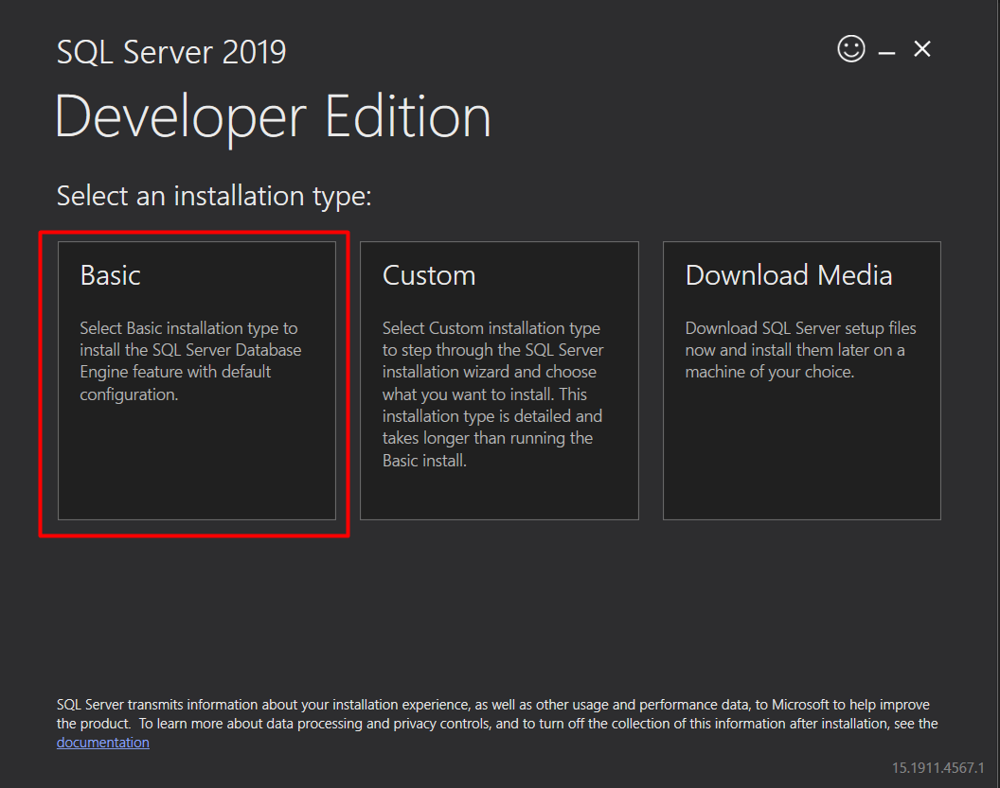 SQL Server 2019
Developer Edition
Select an installation type:
Basic
Select Basic installation type to
install the SQL Server Database
Engine feature with default
configuration.
Custom
Select Custom installation type
to step through the SQL Server
installation wizard and choose
what you want to install. This
installation type is detailed and
takes longer than running the
Basic install.
Download Media
Download SQL Server setup files
now and install them later on a
machine of your choice.
SQL Server transmits information about your installation experience, as well as other usage and performance data, to Microsoft to help improve
the product.  To learn more about data processing and privacy controls, and to turn off the collection of this information after installation, see the
documentation
15.1911.4567.1